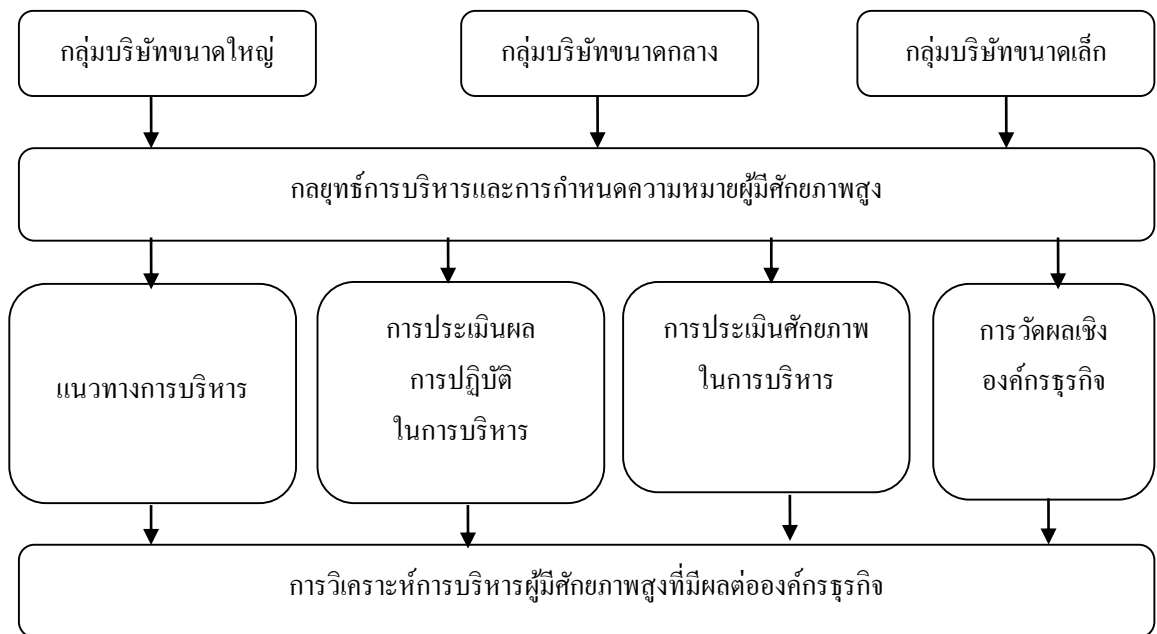 กลุ่มบริษัทขนาดใหญ่
กลุ่มบริษัทขนาดกลาง
กลุ่มบริษัทขนาดเล็ก
กลยุทธ์การบริหารและการกำหนดความหมายผู้มีศักยภาพสูง
แนวทางการบริหาร
การประเมินผล
การปฏิบัติ
ในการบริหาร
การประเมินศักยภาพ
ในการบริหาร
การวัดผลเชิง
องค์กรธุรกิจ
การวิเคราะห์การบริหารผู้มีศักยภาพสูงที่มีผลต่อองค์กรธุรกิจ